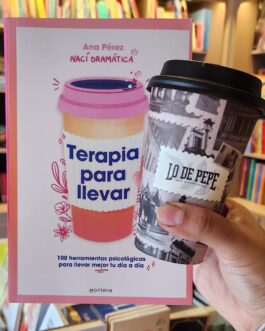 Ana Pérez
NACÍ DRAMÁTICA
Terapia
para
llevar
100 herramientas psicológicas
para llevar mejor tu día a día
montena
LO DE PEPE